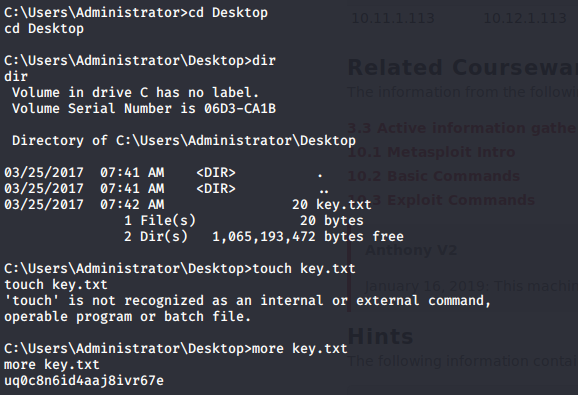 C:\Users\Administrator>cd Desktop
cd Desktop
C:\Users\Administrator\Desktop>dir
dir
 Volume in drive C has no label.
 Volume Serial Number is 06D3-CA1B
 Directory of C:\Users\Administrator\Desktop
03/25/2017  07:41 AM    <DIR>          .
03/25/2017  07:41 AM    <DIR>          ..
03/25/2017  07:42 AM                20 key.txt
               1 File(s)             20 bytes
               2 Dir(s)   1,065,193,472 bytes free
C:\Users\Administrator\Desktop>touch key.txt
touch key.txt
'touch' is not recognized as an internal or external command,
operable program or batch file.
C:\Users\Administrator\Desktop>more key.txt
more key.txt
uq0c8n6id4aaj8ivr67e
10.11.1.113 10.12.1.113
Related Coursewa
The information from the followi
3.3 Active information gathe
10.1 Metasploit Intro
10.2 Basic Commands
Exploit Commands
Anthony V2
January 16, 2019: This machin
Hints
The following information contai